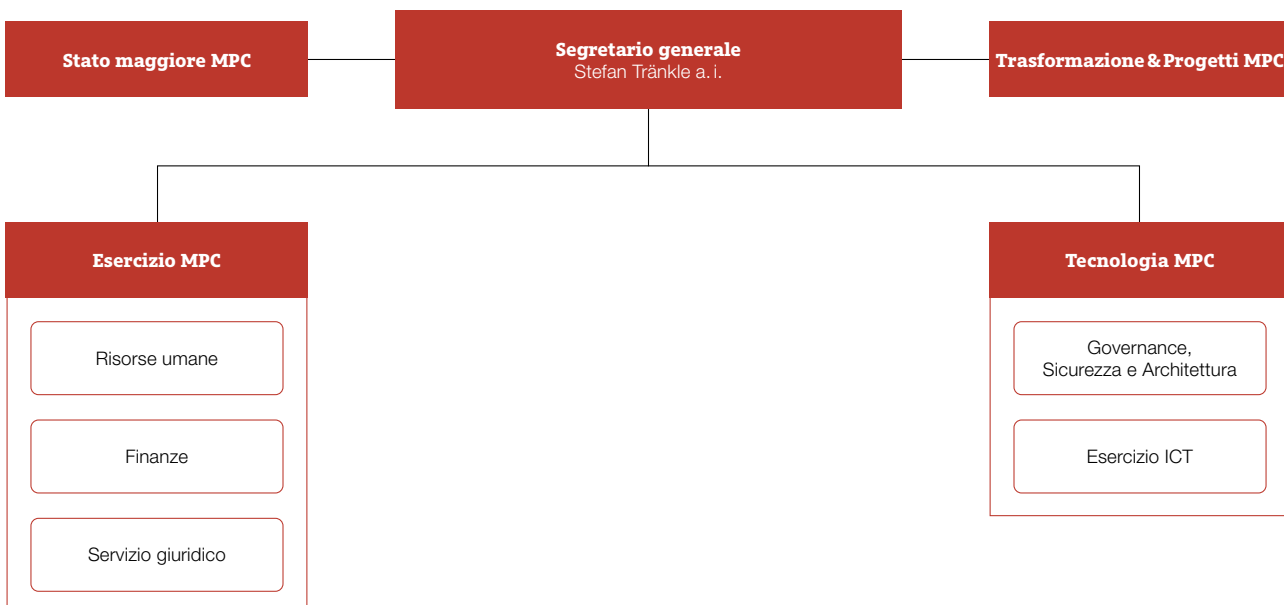 Stato maggiore MPC
Segretario generale
Stefan Tränkle a. i.
Trasformazione & Progetti MPC
Esercizio MPC
Risorse umane
Finanze
Servizio giuridico
Tecnologia MPC
Governance,
Sicurezza e Architettura
Esercizio ICT